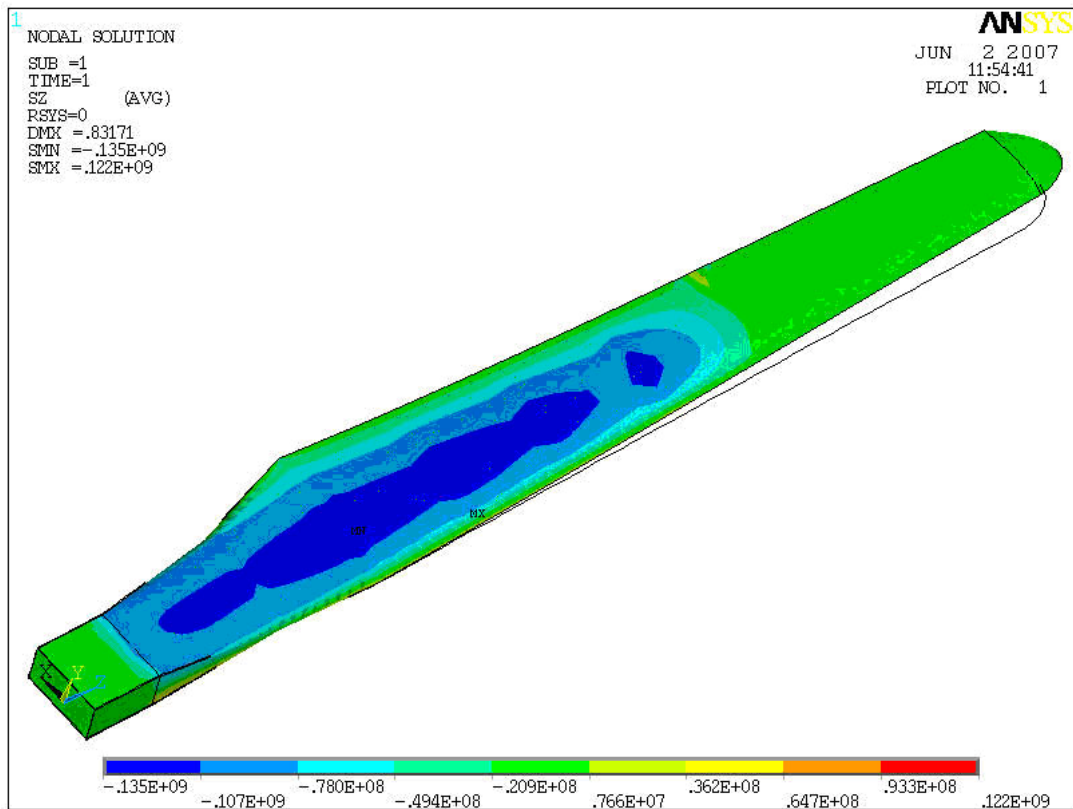 1
NODAL SOLUTION
SUB =1
TIME=1
SZ (AVG)
RSYS=0
DMX =.83171
SMN =-.135E+09
SMX =.122E+09
ANSYS
JUN 2 2007
11:54:41
PLOT NO. 1
MX
MN
X
Y
Z
-.135E+09
-.107E+09
-.780E+08
-.494E+08
-.209E+08
.766E+07
.362E+08
.647E+08
.933E+08
.122E+09